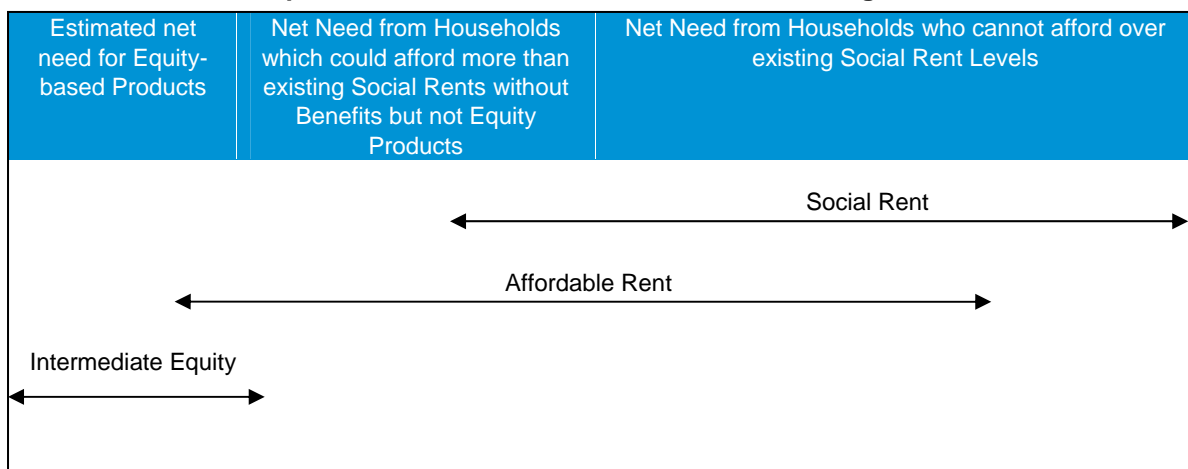 Estimated net
need for Equity-
based Products
Net Need from Households
which could afford more than
existing Social Rents without
Benefits but not Equity
Products
Net Need from Households who cannot afford over
existing Social Rent Levels
Social Rent
Affordable Rent
Intermediate Equity